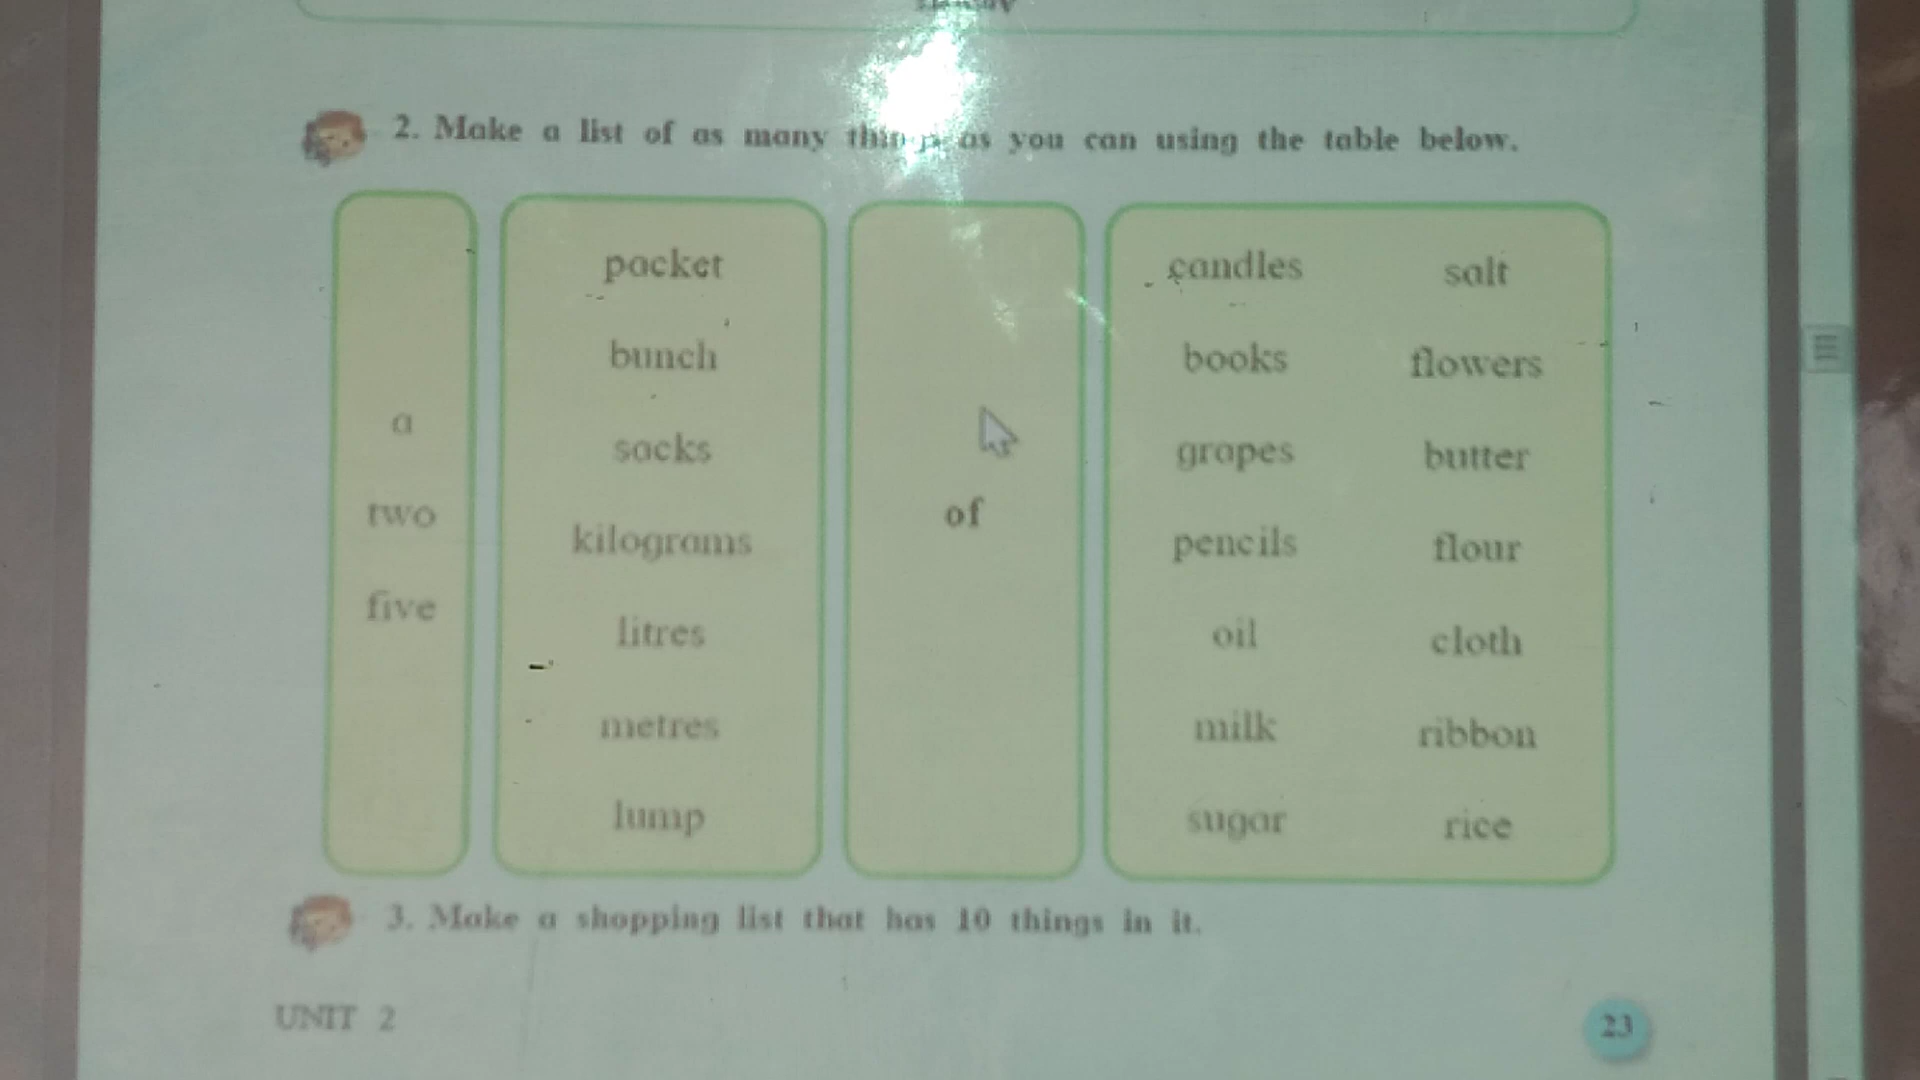 2. Make a list of as many things as you can using the table below.
a
two
five
packet
bunch
sacks
kilograms
litres
metres
lump
of
candles salt
books flowers
grapes butter
pencils flour
oil cloth
milk ribbon
sugar rice
3. Make a shopping list that has 10 things in it.
UNIT 2
23